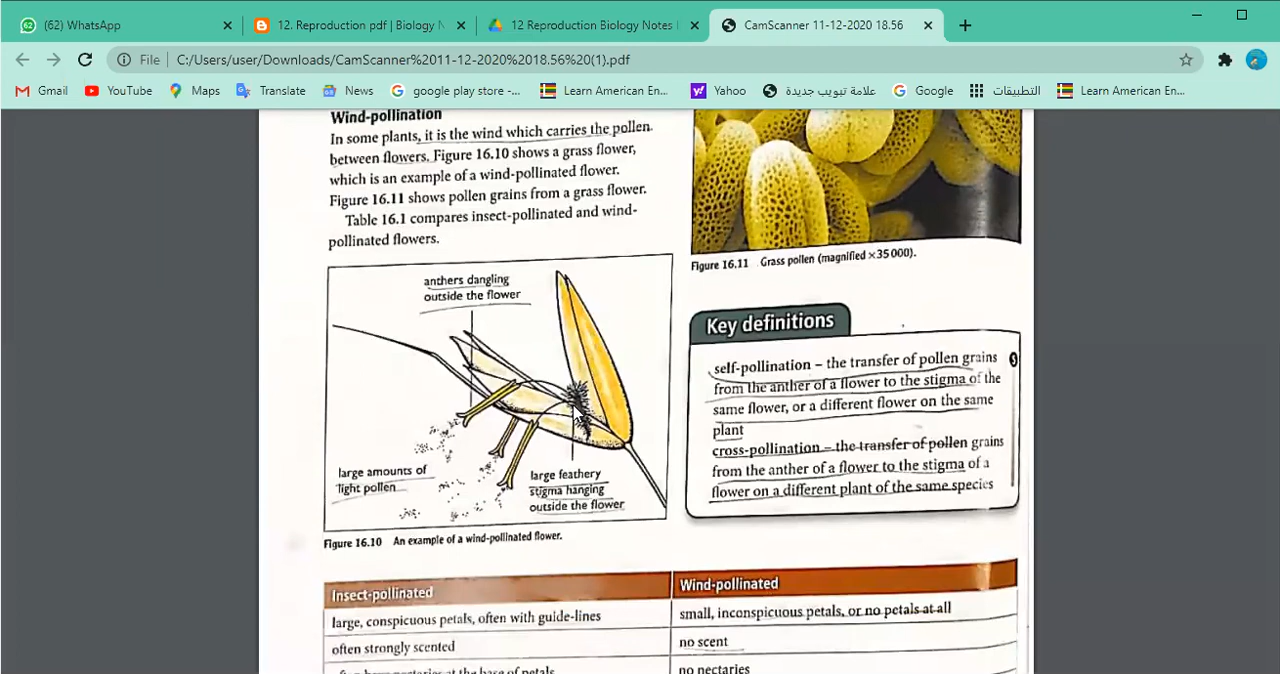 (62) WhatsApp
12. Reproduction pdf | Biology N
12 Reproduction Biology Notes
CamScanner 11-12-2020 18.56
File
C:/Users/user/Downloads/CamScanner%2011-12-2020%2018.56%20(1).pdf
Gmail
YouTube
Maps
Translate
News
google play store -...
Learn American En...
Yahoo
علامة تبويب جديدة
Google
التطبيقات
Learn American En...
Wind-pollination
In some plants, it is the wind which carries the pollen
between flowers. Figure 16.10 shows a grass flower,
which is an example of a wind-pollinated flower.
Figure 16.11 shows pollen grains from a grass flower.
Table 16.1 compares insect-pollinated and wind-
pollinated flowers.
anthers dangling
outside the flower
large amounts of
light pollen
large feathery
stigma hanging
outside the flower
Figure 16.10 An example of a wind-pollinated flower.
Figure 16.11 Grass pollen (magnified ×35 000).
Key definitions
self-pollination – the transfer of pollen grains
from the anther of a flower to the stigma of the
same flower, or a different flower on the same
plant
cross-pollination – the transfer of pollen grains
from the anther of a flower to the stigma of a
flower on a different plant of the same species
Insect-pollinated
Wind-pollinated
large, conspicuous petals, often with guide-lines
small, inconspicuous petals, or no petals at all
often strongly scented
no scent
have nectaries at the base of petals
no nectaries